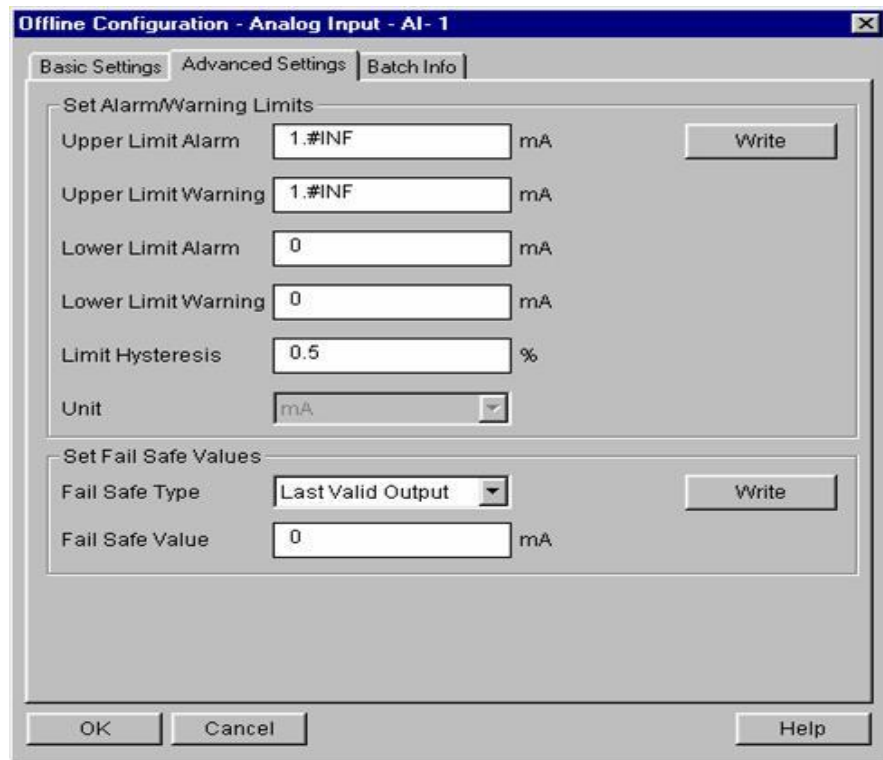 Offline Configuration - Analog Input - AI- 1
Basic Settings Advanced Settings Batch Info
Set Alarm/Warning Limits
Upper Limit Alarm 1.#INF mA Write
Upper Limit Warning 1.#INF mA
Lower Limit Alarm 0 mA
Lower Limit Warning 0 mA
Limit Hysteresis 0.5 %
Unit mA
Set Fail Safe Values
Fail Safe Type Last Valid Output Write
Fail Safe Value 0 mA
OK Cancel Help